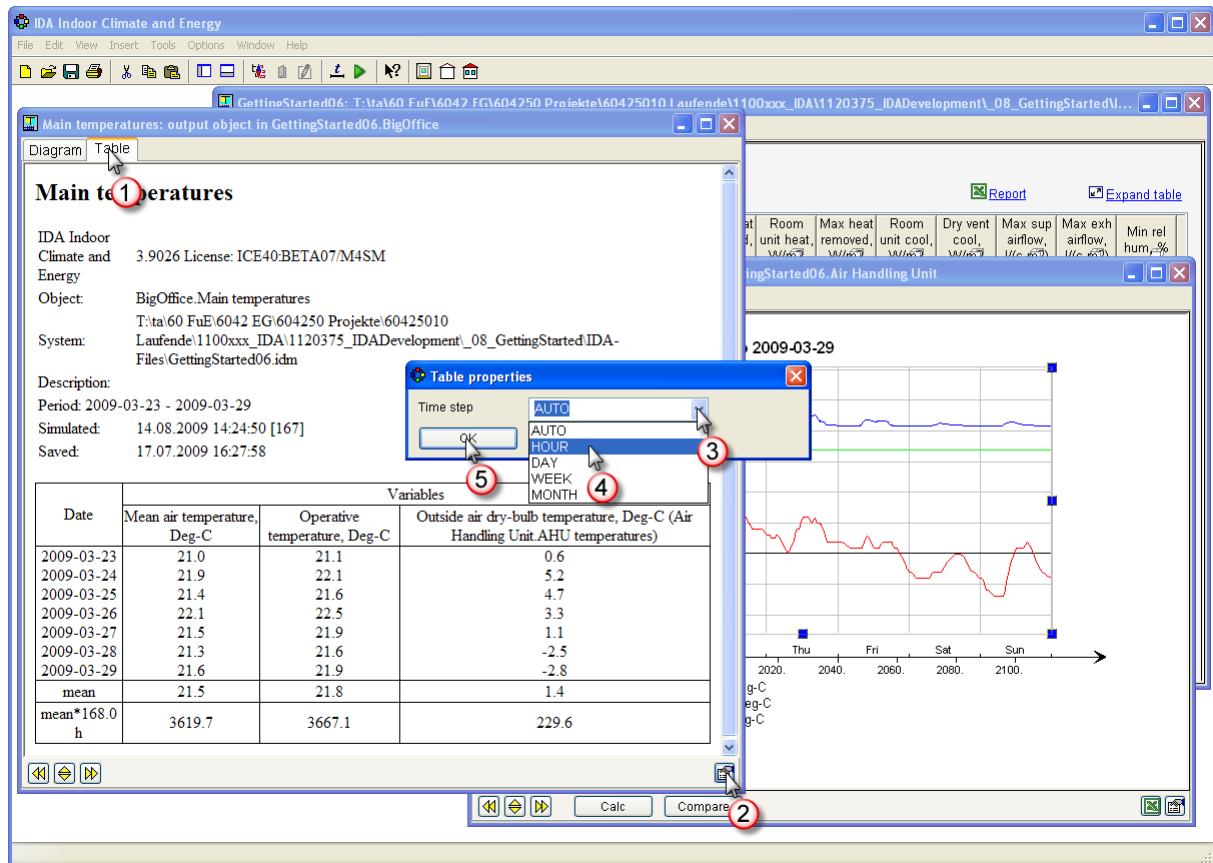 IDA Indoor Climate and Energy
File Edit View Insert Tools Options Window Help
GettingStarted06: T:\ta\60 FuE\6042 EG\604250 Projekte\60425010 Laufende\1100xxx_IDA\1120375_IDADevelopment\_08_GettingStarted\I...
Main temperatures: output object in GettingStarted06.BigOffice
Diagram Table
1
Main temperatures
IDA Indoor Climate and Energy
3.9026 License: ICE40:BETA07/M4SM
Object: BigOffice.Main temperatures
System:
T:\ta\60 FuE\6042 EG\604250 Projekte\60425010
Laufende\1100xxx_IDA\1120375_IDADevelopment\_08_GettingStarted\IDA-
Files\GettingStarted06.idm
Description:
Period: 2009-03-23 - 2009-03-29
Simulated: 14.08.2009 14:24:50 [167]
Saved: 17.07.2009 16:27:58
Variables
Date
Mean air temperature, Deg-C
Operative temperature, Deg-C
Outside air dry-bulb temperature, Deg-C (Air Handling Unit.AHU temperatures)
2009-03-23 21.0 21.1 0.6
2009-03-24 21.9 22.1 5.2
2009-03-25 21.4 21.6 4.7
2009-03-26 22.1 22.5 3.3
2009-03-27 21.5 21.9 1.1
2009-03-28 21.3 21.6 -2.5
2009-03-29 21.6 21.9 -2.8
mean 21.5 21.8 1.4
mean*168.0 h 3619.7 3667.1 229.6
Table properties
Time step AUTO
OK
AUTO
HOUR
DAY
WEEK
MONTH
3
4
5
2
Report Expand table
Room unit heat,
Max heat removed,
Room unit cool,
Dry vent cool,
Max sup airflow,
Max exh airflow,
Min rel hum, %
ingStarted06.Air Handling Unit
2009-03-29
Thu Fri Sat Sun
2020. 2040. 2060. 2080. 2100.
g-C
eg-C
g-C
Calc Compare